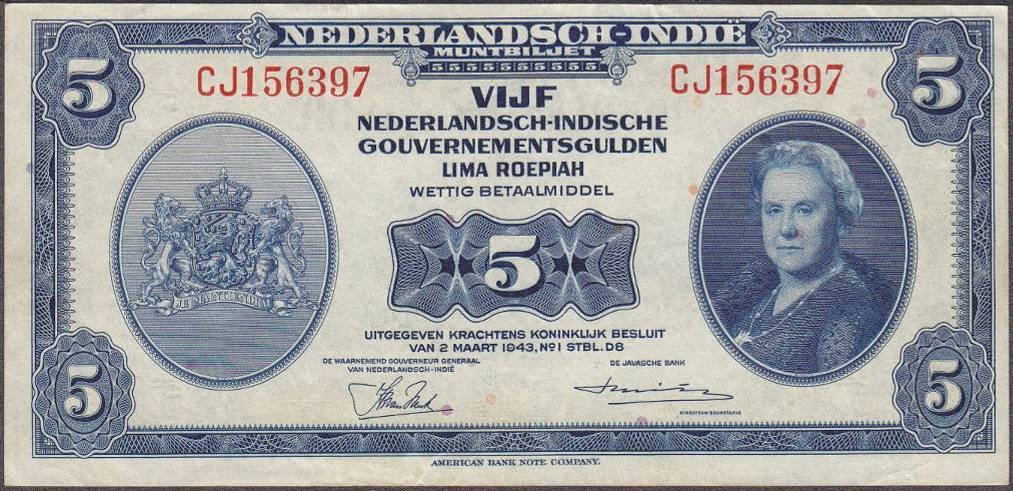 NEDERLANDSCH-INDIË
MUNTBILJET
5 5
5555555555
CJ156397 CJ156397
VIJF
NEDERLANDSCH-INDISCHE
GOUVERNEMENTSGULDEN
LIMA ROEPIAH
WETTIG BETAALMIDDEL
5
JE MAINTIENDRAI
UITGEGEVEN KRACHTENS KONINKLIJK BESLUIT
VAN 2 MAART 1943, Nº1 STBL. D8
DE WAARNEMEND GOUVERNEUR GENERAAL
VAN NEDERLANDSCH-INDIË
DE JAVASCHE BANK
DIRECTEUR-SECRETARIS
5 5
AMERICAN BANK NOTE COMPANY.